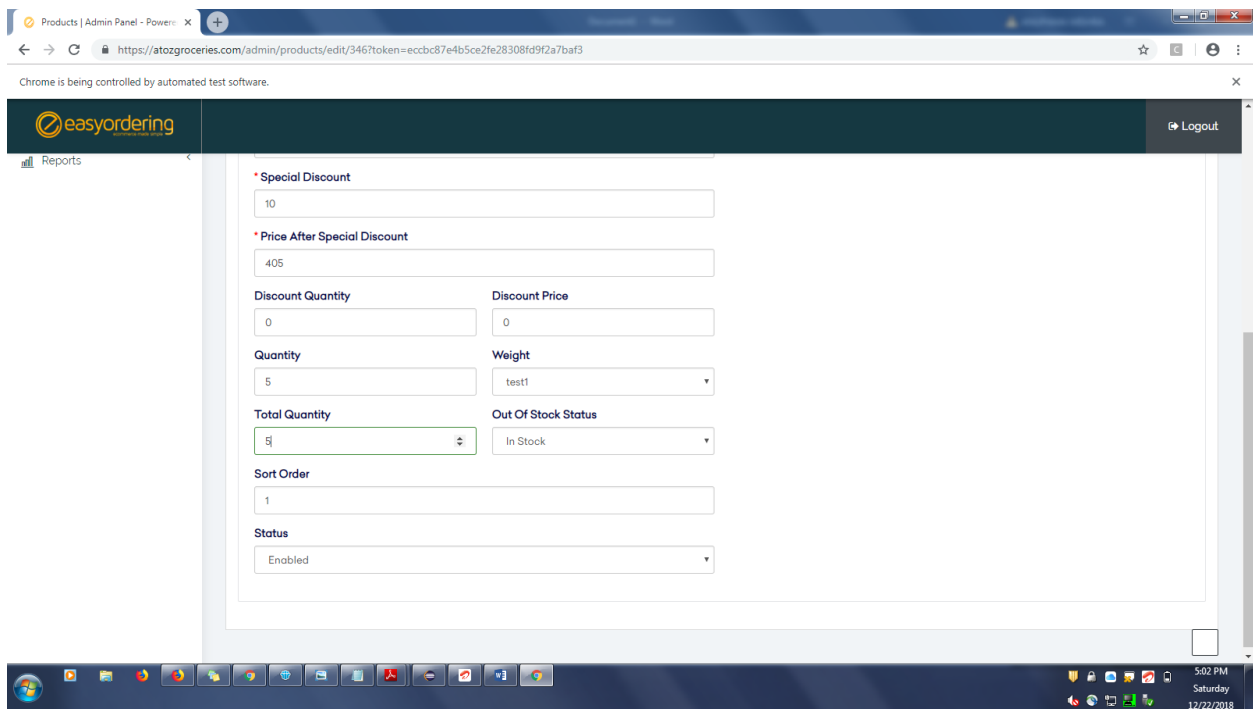 Products | Admin Panel - Powere
https://atozgroceries.com/admin/products/edit/346?token=eccbc87e4b5ce2fe28308fd9f2a7baf3
Chrome is being controlled by automated test software.
easyordering
Logout
Reports
* Special Discount
10
* Price After Special Discount
405
Discount Quantity Discount Price
0 0
Quantity Weight
5 test1
Total Quantity Out Of Stock Status
5 In Stock
Sort Order
1
Status
Enabled
5:02 PM
Saturday
12/22/2018